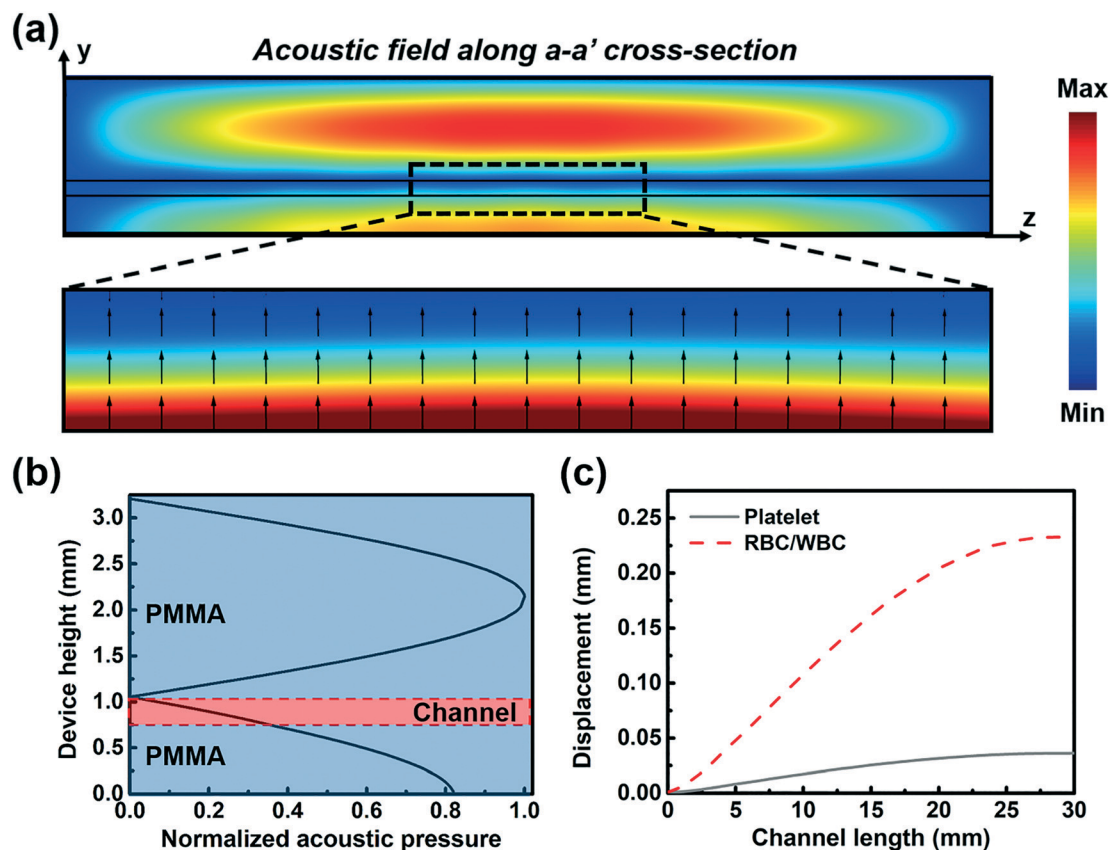 (a)
y
Acoustic field along a-a' cross-section
Max
z
Min
(b)
3.0
2.5
2.0
1.5
1.0
0.5
0.0
Device height (mm)
PMMA
Channel
PMMA
0.0 0.2 0.4 0.6 0.8 1.0
Normalized acoustic pressure
(c)
0.25
0.20
0.15
0.10
0.05
0.00
Displacement (mm)
Platelet
RBC/WBC
0 5 10 15 20 25 30
Channel length (mm)